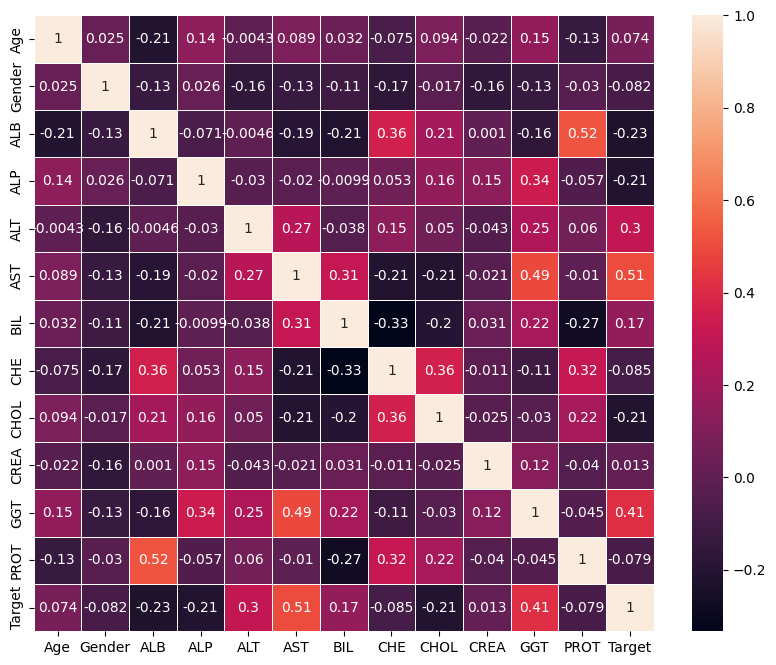 Age 1 0.025 -0.21 0.14 -0.0043 0.089 0.032 -0.075 0.094 -0.022 0.15 -0.13 0.074
Gender 0.025 1 -0.13 0.026 -0.16 -0.13 -0.11 -0.17 -0.017 -0.16 -0.13 -0.03 -0.082
ALB -0.21 -0.13 1 -0.071 -0.0046 -0.19 -0.21 0.36 0.21 0.001 -0.16 0.52 -0.23
ALP 0.14 0.026 -0.071 1 -0.03 -0.02 -0.0099 0.053 0.16 0.15 0.34 -0.057 -0.21
ALT -0.0043 -0.16 -0.0046 -0.03 1 0.27 -0.038 0.15 0.05 -0.043 0.25 0.06 0.3
AST 0.089 -0.13 -0.19 -0.02 0.27 1 0.31 -0.21 -0.21 -0.021 0.49 -0.01 0.51
BIL 0.032 -0.11 -0.21 -0.0099 -0.038 0.31 1 -0.33 -0.2 0.031 0.22 -0.27 0.17
CHE -0.075 -0.17 0.36 0.053 0.15 -0.21 -0.33 1 0.36 -0.011 -0.11 0.32 -0.085
CHOL 0.094 -0.017 0.21 0.16 0.05 -0.21 -0.2 0.36 1 -0.025 -0.03 0.22 -0.21
CREA -0.022 -0.16 0.001 0.15 -0.043 -0.021 0.031 -0.011 -0.025 1 0.12 -0.04 0.013
GGT 0.15 -0.13 -0.16 0.34 0.25 0.49 0.22 -0.11 -0.03 0.12 1 -0.045 0.41
PROT -0.13 -0.03 0.52 -0.057 0.06 -0.01 -0.27 0.32 0.22 -0.04 -0.045 1 -0.079
Target 0.074 -0.082 -0.23 -0.21 0.3 0.51 0.17 -0.085 -0.21 0.013 0.41 -0.079 1
Age Gender ALB ALP ALT AST BIL CHE CHOL CREA GGT PROT Target
1.0
0.8
0.6
0.4
0.2
0.0
−0.2